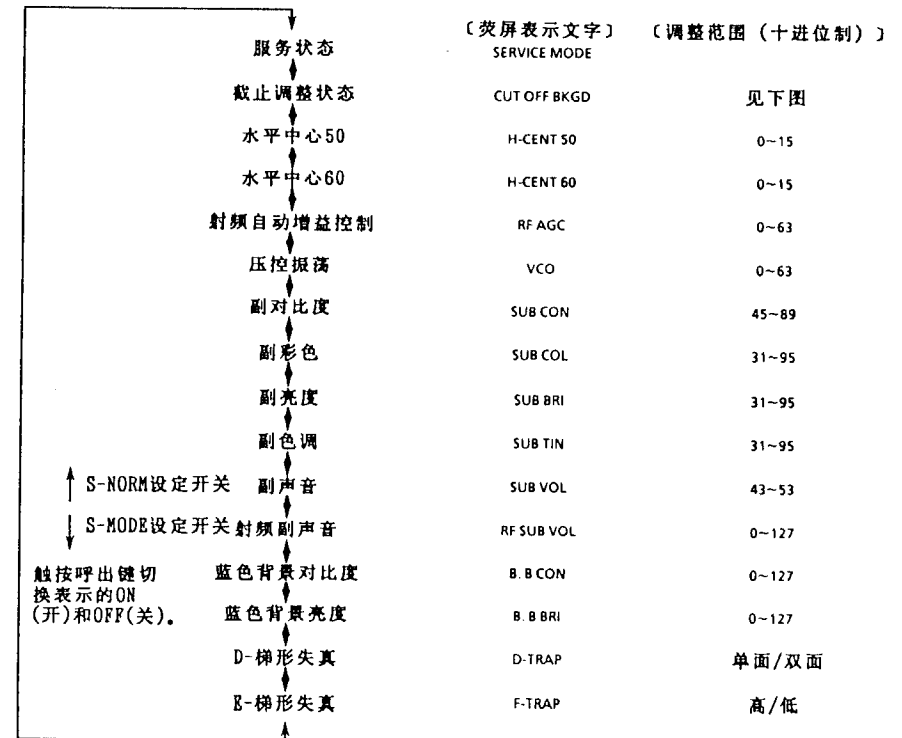 〔荧屏表示文字〕 〔调整范围（十进位制）〕
服务状态 SERVICE MODE
截止调整状态 CUT OFF BKGD 见下图
水平中心50 H-CENT 50 0~15
水平中心60 H-CENT 60 0~15
射频自动增益控制 RF AGC 0~63
压控振荡 VCO 0~63
副对比度 SUB CON 45~89
副彩色 SUB COL 31~95
副亮度 SUB BRI 31~95
副色调 SUB TIN 31~95
S-NORM设定开关 副声音 SUB VOL 43~53
S-MODE设定开关 射频副声音 RF SUB VOL 0~127
触按呼出键切
换表示的ON
(开)和OFF(关)。
蓝色背景对比度 B. B CON 0~127
蓝色背景亮度 B. B BRI 0~127
D-梯形失真 D-TRAP 单面/双面
E-梯形失真 F-TRAP 高/低